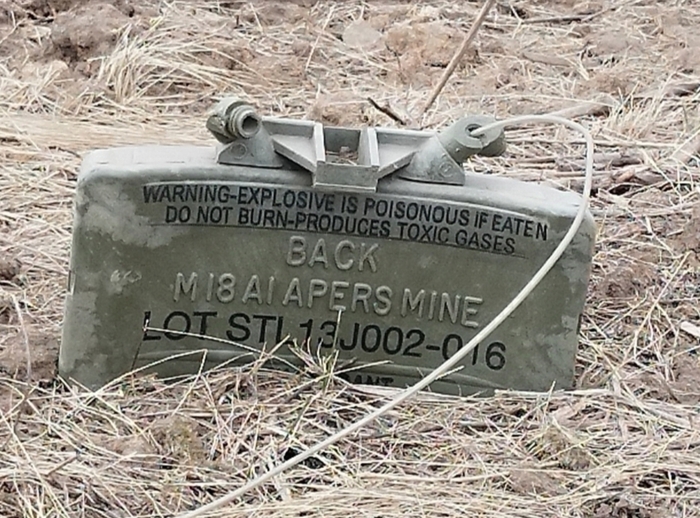 WARNING-EXPLOSIVE IS POISONOUS IF EATEN
DO NOT BURN-PRODUCES TOXIC GASES
BACK
M18A1 APERS MINE
LOT STL13J002-016